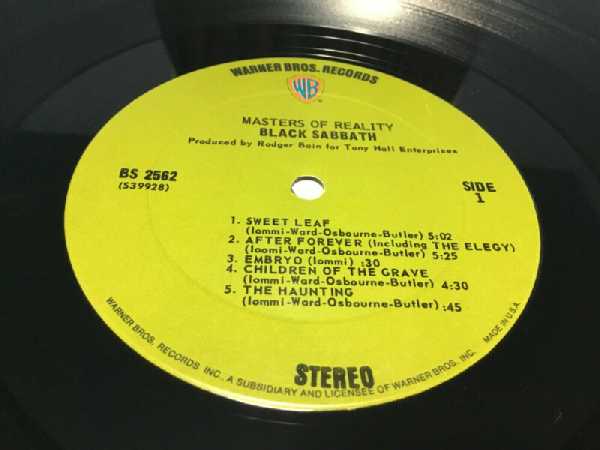 WARNER BROS. RECORDS
WB
MASTERS OF REALITY
BLACK SABBATH
Produced by Rodger Bain for Tony Hall Enterprises
BS 2562
(S39928)
SIDE
1
1. SWEET LEAF
(Iommi-Ward-Osbourne-Butler) 5:02
2. AFTER FOREVER (Including THE ELEGY)
(Iommi-Ward-Osbourne-Butler) 5:25
3. EMBRYO (Iommi) :30
4. CHILDREN OF THE GRAVE
(Iommi-Ward-Osbourne-Butler) 4:30
5. THE HAUNTING
(Iommi-Ward-Osbourne-Butler) :45
STEREO
WARNER BROS. RECORDS INC., A SUBSIDIARY AND LICENSEE OF WARNER BROS. INC.
MADE IN U.S.A.